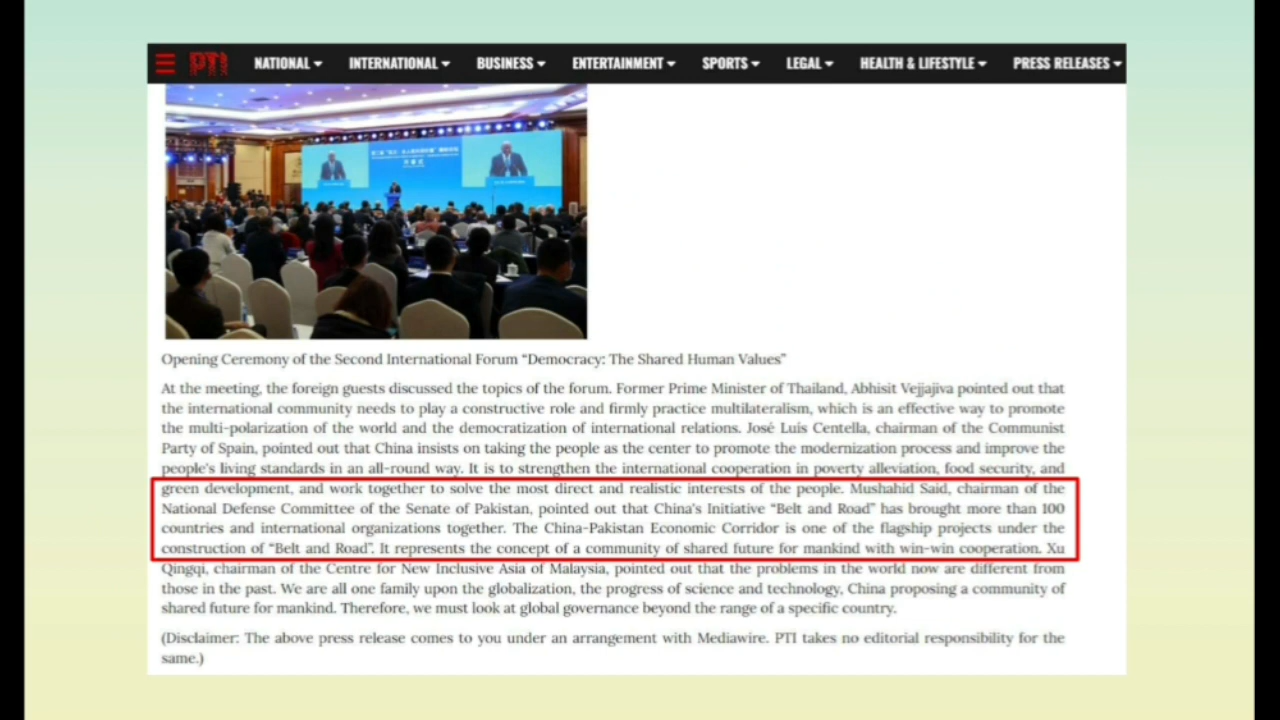 PTI NATIONAL INTERNATIONAL BUSINESS ENTERTAINMENT SPORTS LEGAL HEALTH & LIFESTYLE PRESS RELEASES
Opening Ceremony of the Second International Forum “Democracy: The Shared Human Values”
At the meeting, the foreign guests discussed the topics of the forum. Former Prime Minister of Thailand, Abhisit Vejjajiva pointed out that
the international community needs to play a constructive role and firmly practice multilateralism, which is an effective way to promote
the multi-polarization of the world and the democratization of international relations. José Luis Centella, chairman of the Communist
Party of Spain, pointed out that China insists on taking the people as the center to promote the modernization process and improve the
people's living standards in an all-round way. It is to strengthen the international cooperation in poverty alleviation, food security, and
green development, and work together to solve the most direct and realistic interests of the people. Mushahid Said, chairman of the
National Defense Committee of the Senate of Pakistan, pointed out that China's Initiative “Belt and Road” has brought more than 100
countries and international organizations together. The China-Pakistan Economic Corridor is one of the flagship projects under the
construction of “Belt and Road”. It represents the concept of a community of shared future for mankind with win-win cooperation. Xu
Qingqi, chairman of the Centre for New Inclusive Asia of Malaysia, pointed out that the problems in the world now are different from
those in the past. We are all one family upon the globalization, the progress of science and technology, China proposing a community of
shared future for mankind. Therefore, we must look at global governance beyond the range of a specific country.
(Disclaimer: The above press release comes to you under an arrangement with Mediawire. PTI takes no editorial responsibility for the
same.)